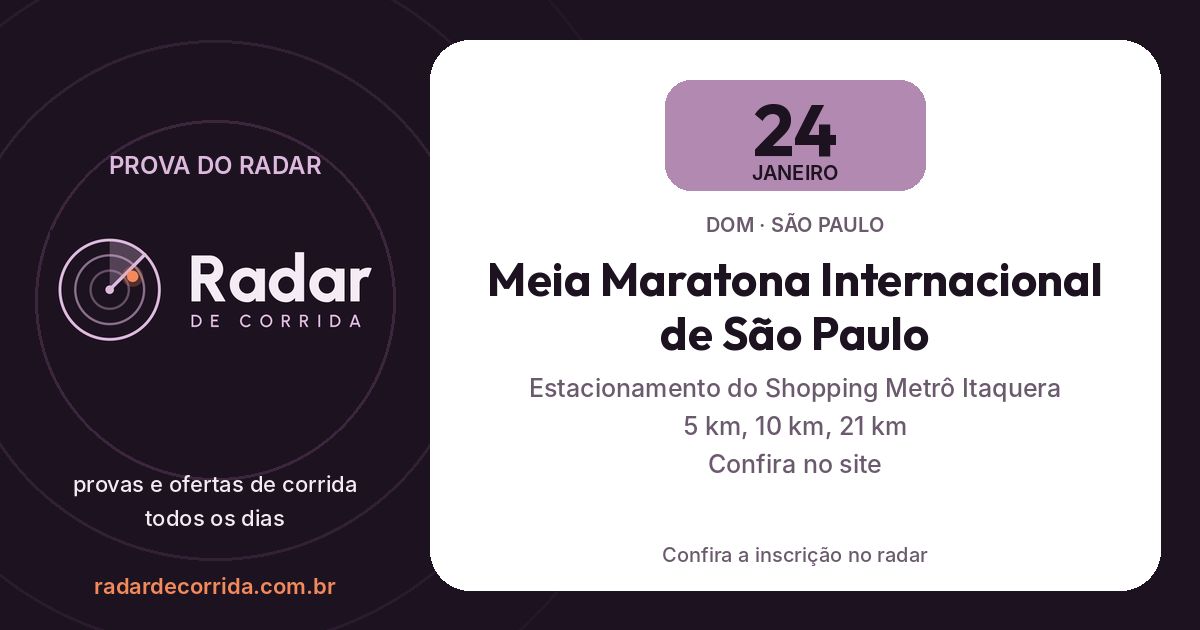 PROVA DO RADAR
Radar
DE CORRIDA
provas e ofertas de corrida
todos os dias
radardecorrida.com.br
24
JANEIRO
DOM · SÃO PAULO
Meia Maratona Internacional
de São Paulo
Estacionamento do Shopping Metrô Itaquera
5 km, 10 km, 21 km
Confira no site
Confira a inscrição no radar